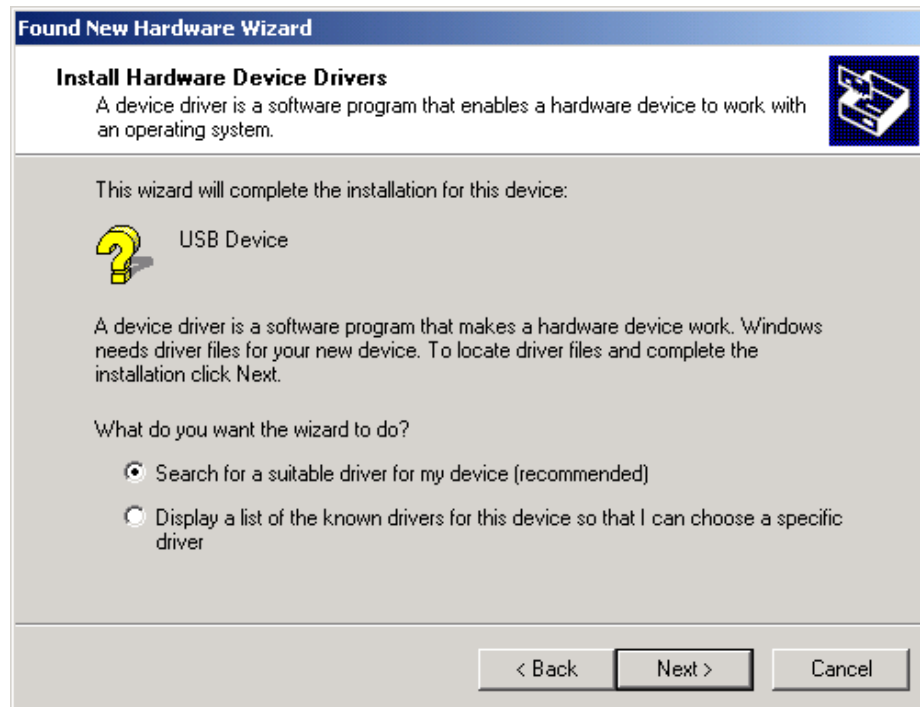 Found New Hardware Wizard
Install Hardware Device Drivers
A device driver is a software program that enables a hardware device to work with
an operating system.
This wizard will complete the installation for this device:
USB Device
A device driver is a software program that makes a hardware device work. Windows
needs driver files for your new device. To locate driver files and complete the
installation click Next.
What do you want the wizard to do?
Search for a suitable driver for my device (recommended)
Display a list of the known drivers for this device so that I can choose a specific
driver
< Back
Next >
Cancel